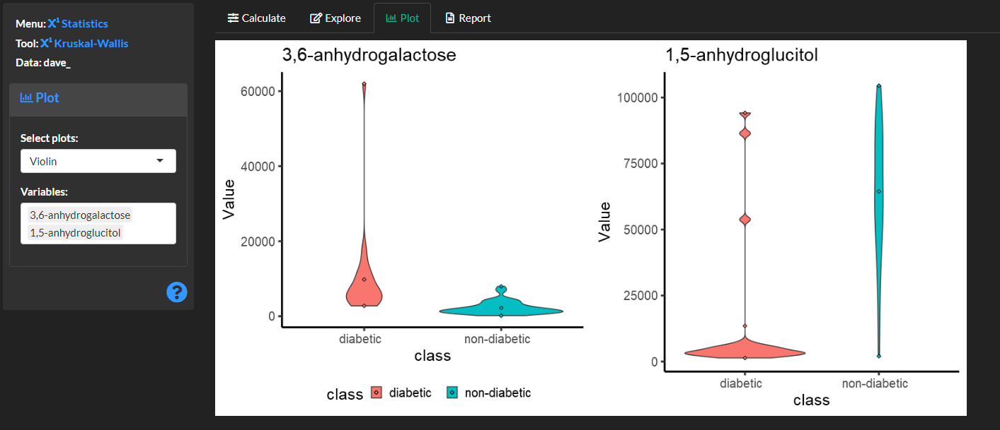 Menu: X¹ Statistics
Tool: X¹ Kruskal-Wallis
Data: dave_
Plot
Select plots:
Violin
Variables:
3,6-anhydrogalactose
1,5-anhydroglucitol
?
Calculate Explore Plot Report
3,6-anhydrogalactose
60000
40000
20000
0
Value
diabetic non-diabetic
class
class diabetic non-diabetic
1,5-anhydroglucitol
100000
75000
50000
25000
0
Value
diabetic non-diabetic
class